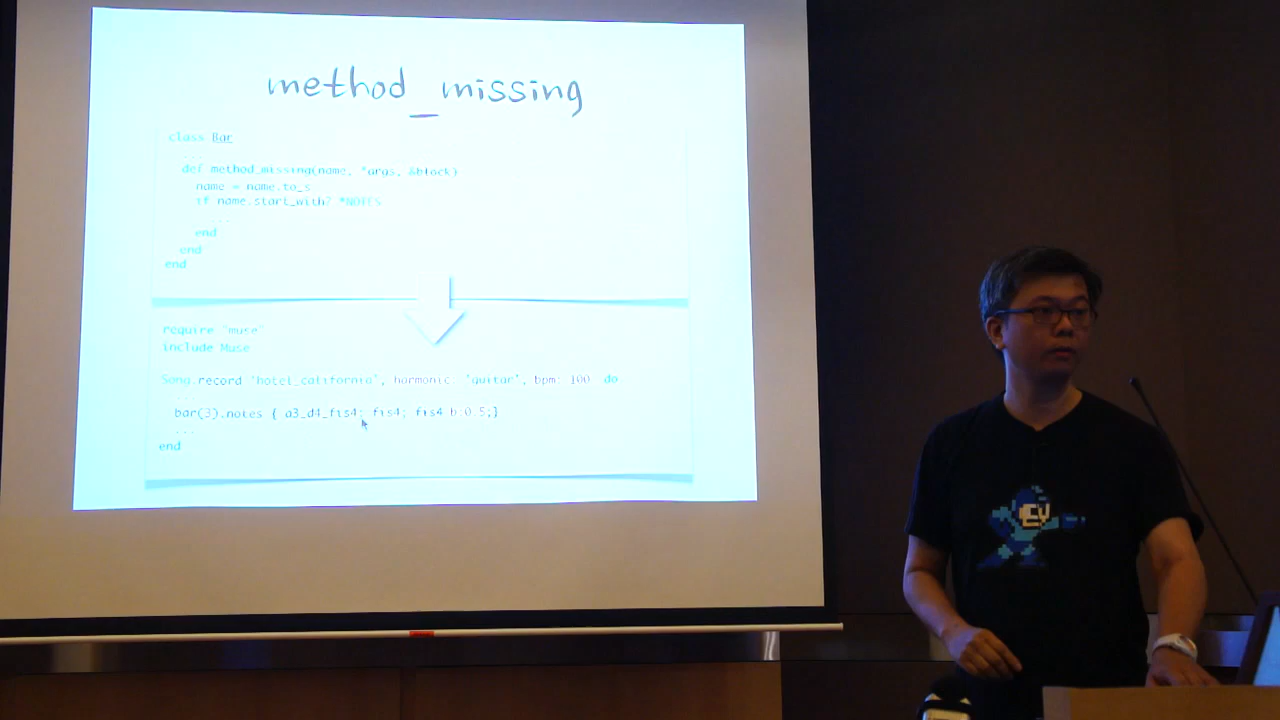 method_missing
class Bar
...
def method_missing(name, *args, &block)
name = name.to_s
if name.start_with? *NOTES
...
end
end
end
require "muse"
include Muse
Song.record "hotel_california", harmonic: "guitar", bpm: 100 do
...
bar(3).notes { a3_d4_fis4; fis4; fis4 b:0.5;}
...
end